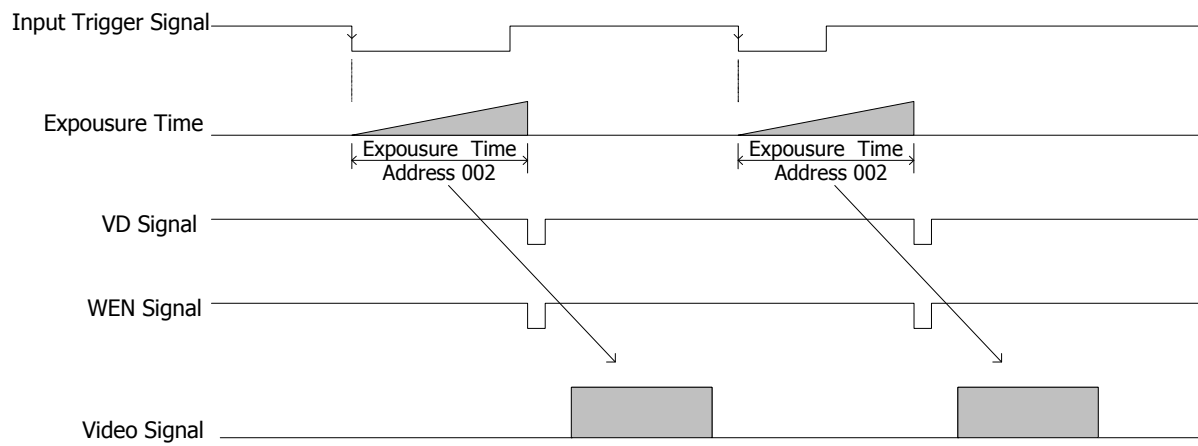 Input Trigger Signal
Expousure Time
Expousure Time
Address 002
Expousure Time
Address 002
VD Signal
WEN Signal
Video Signal